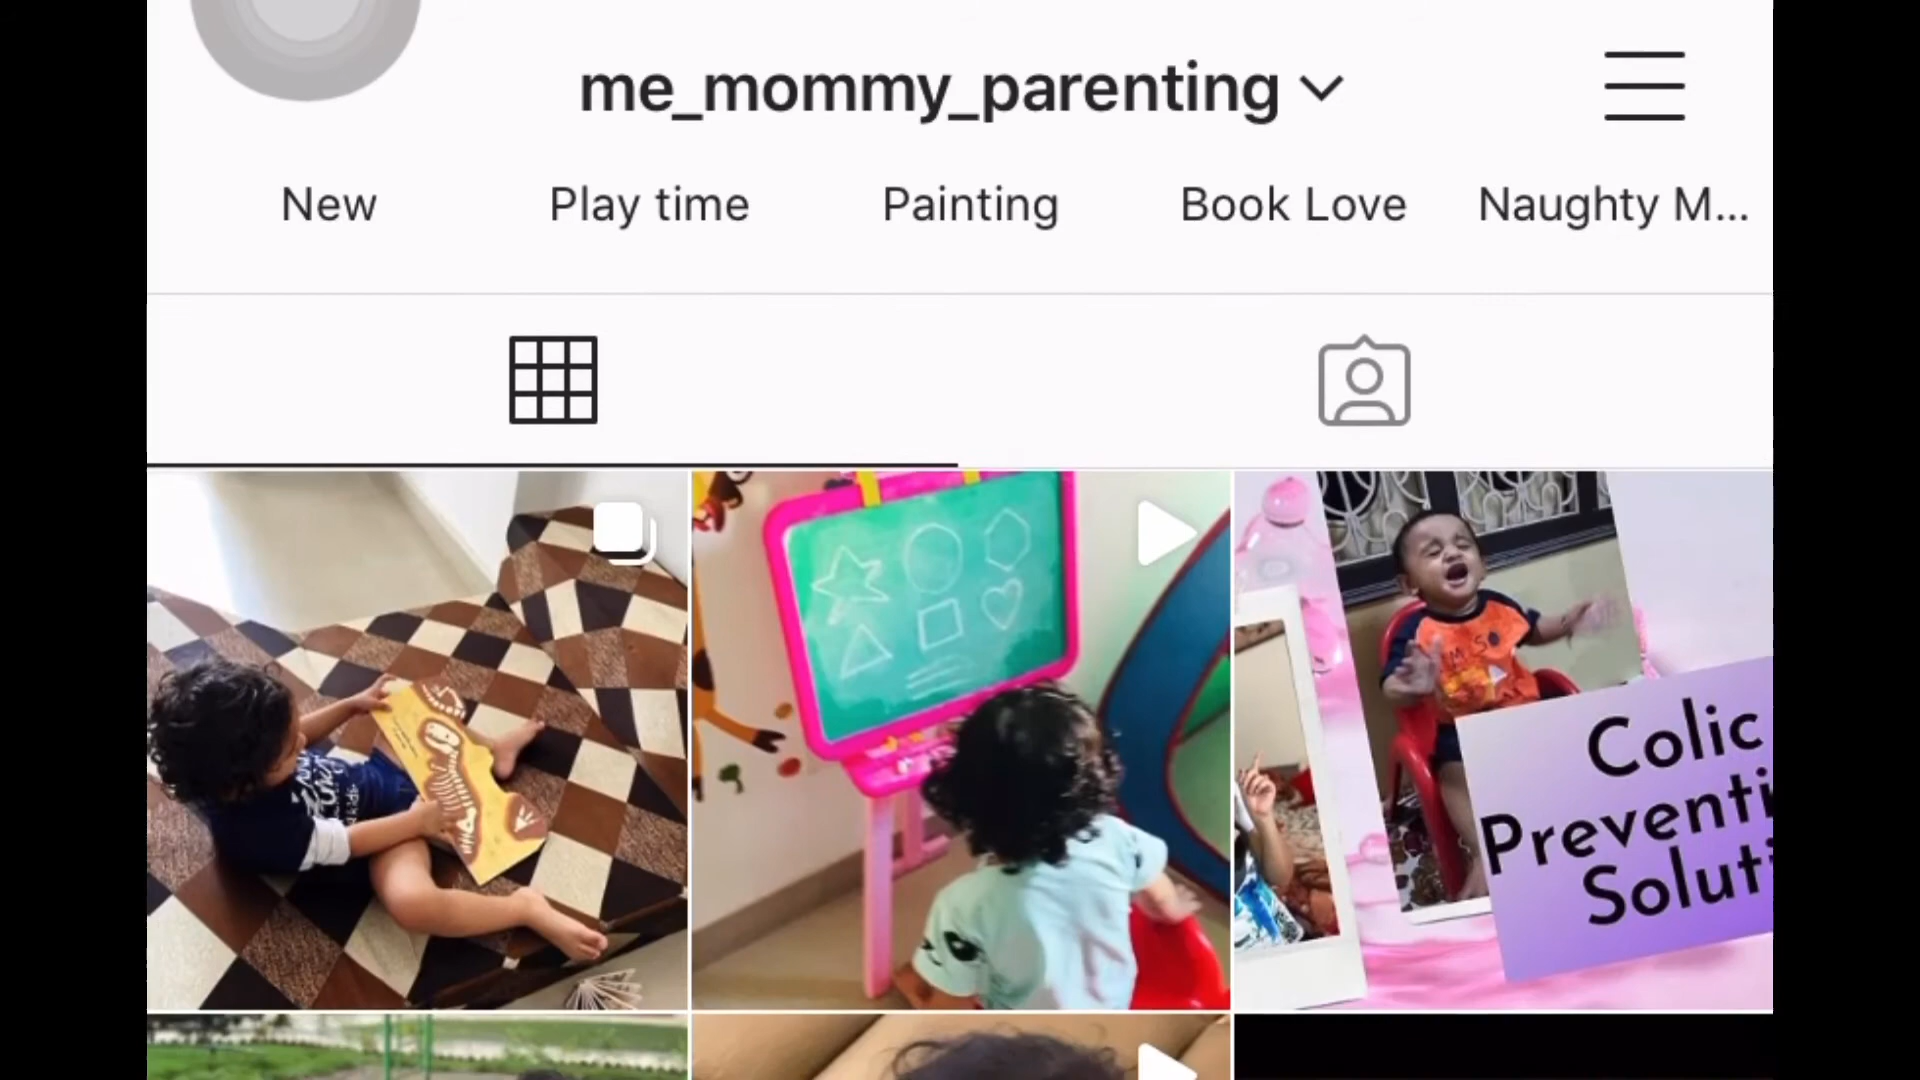 me_mommy_parenting
New Play time Painting Book Love Naughty M...
Colic
Preventi
Soluti